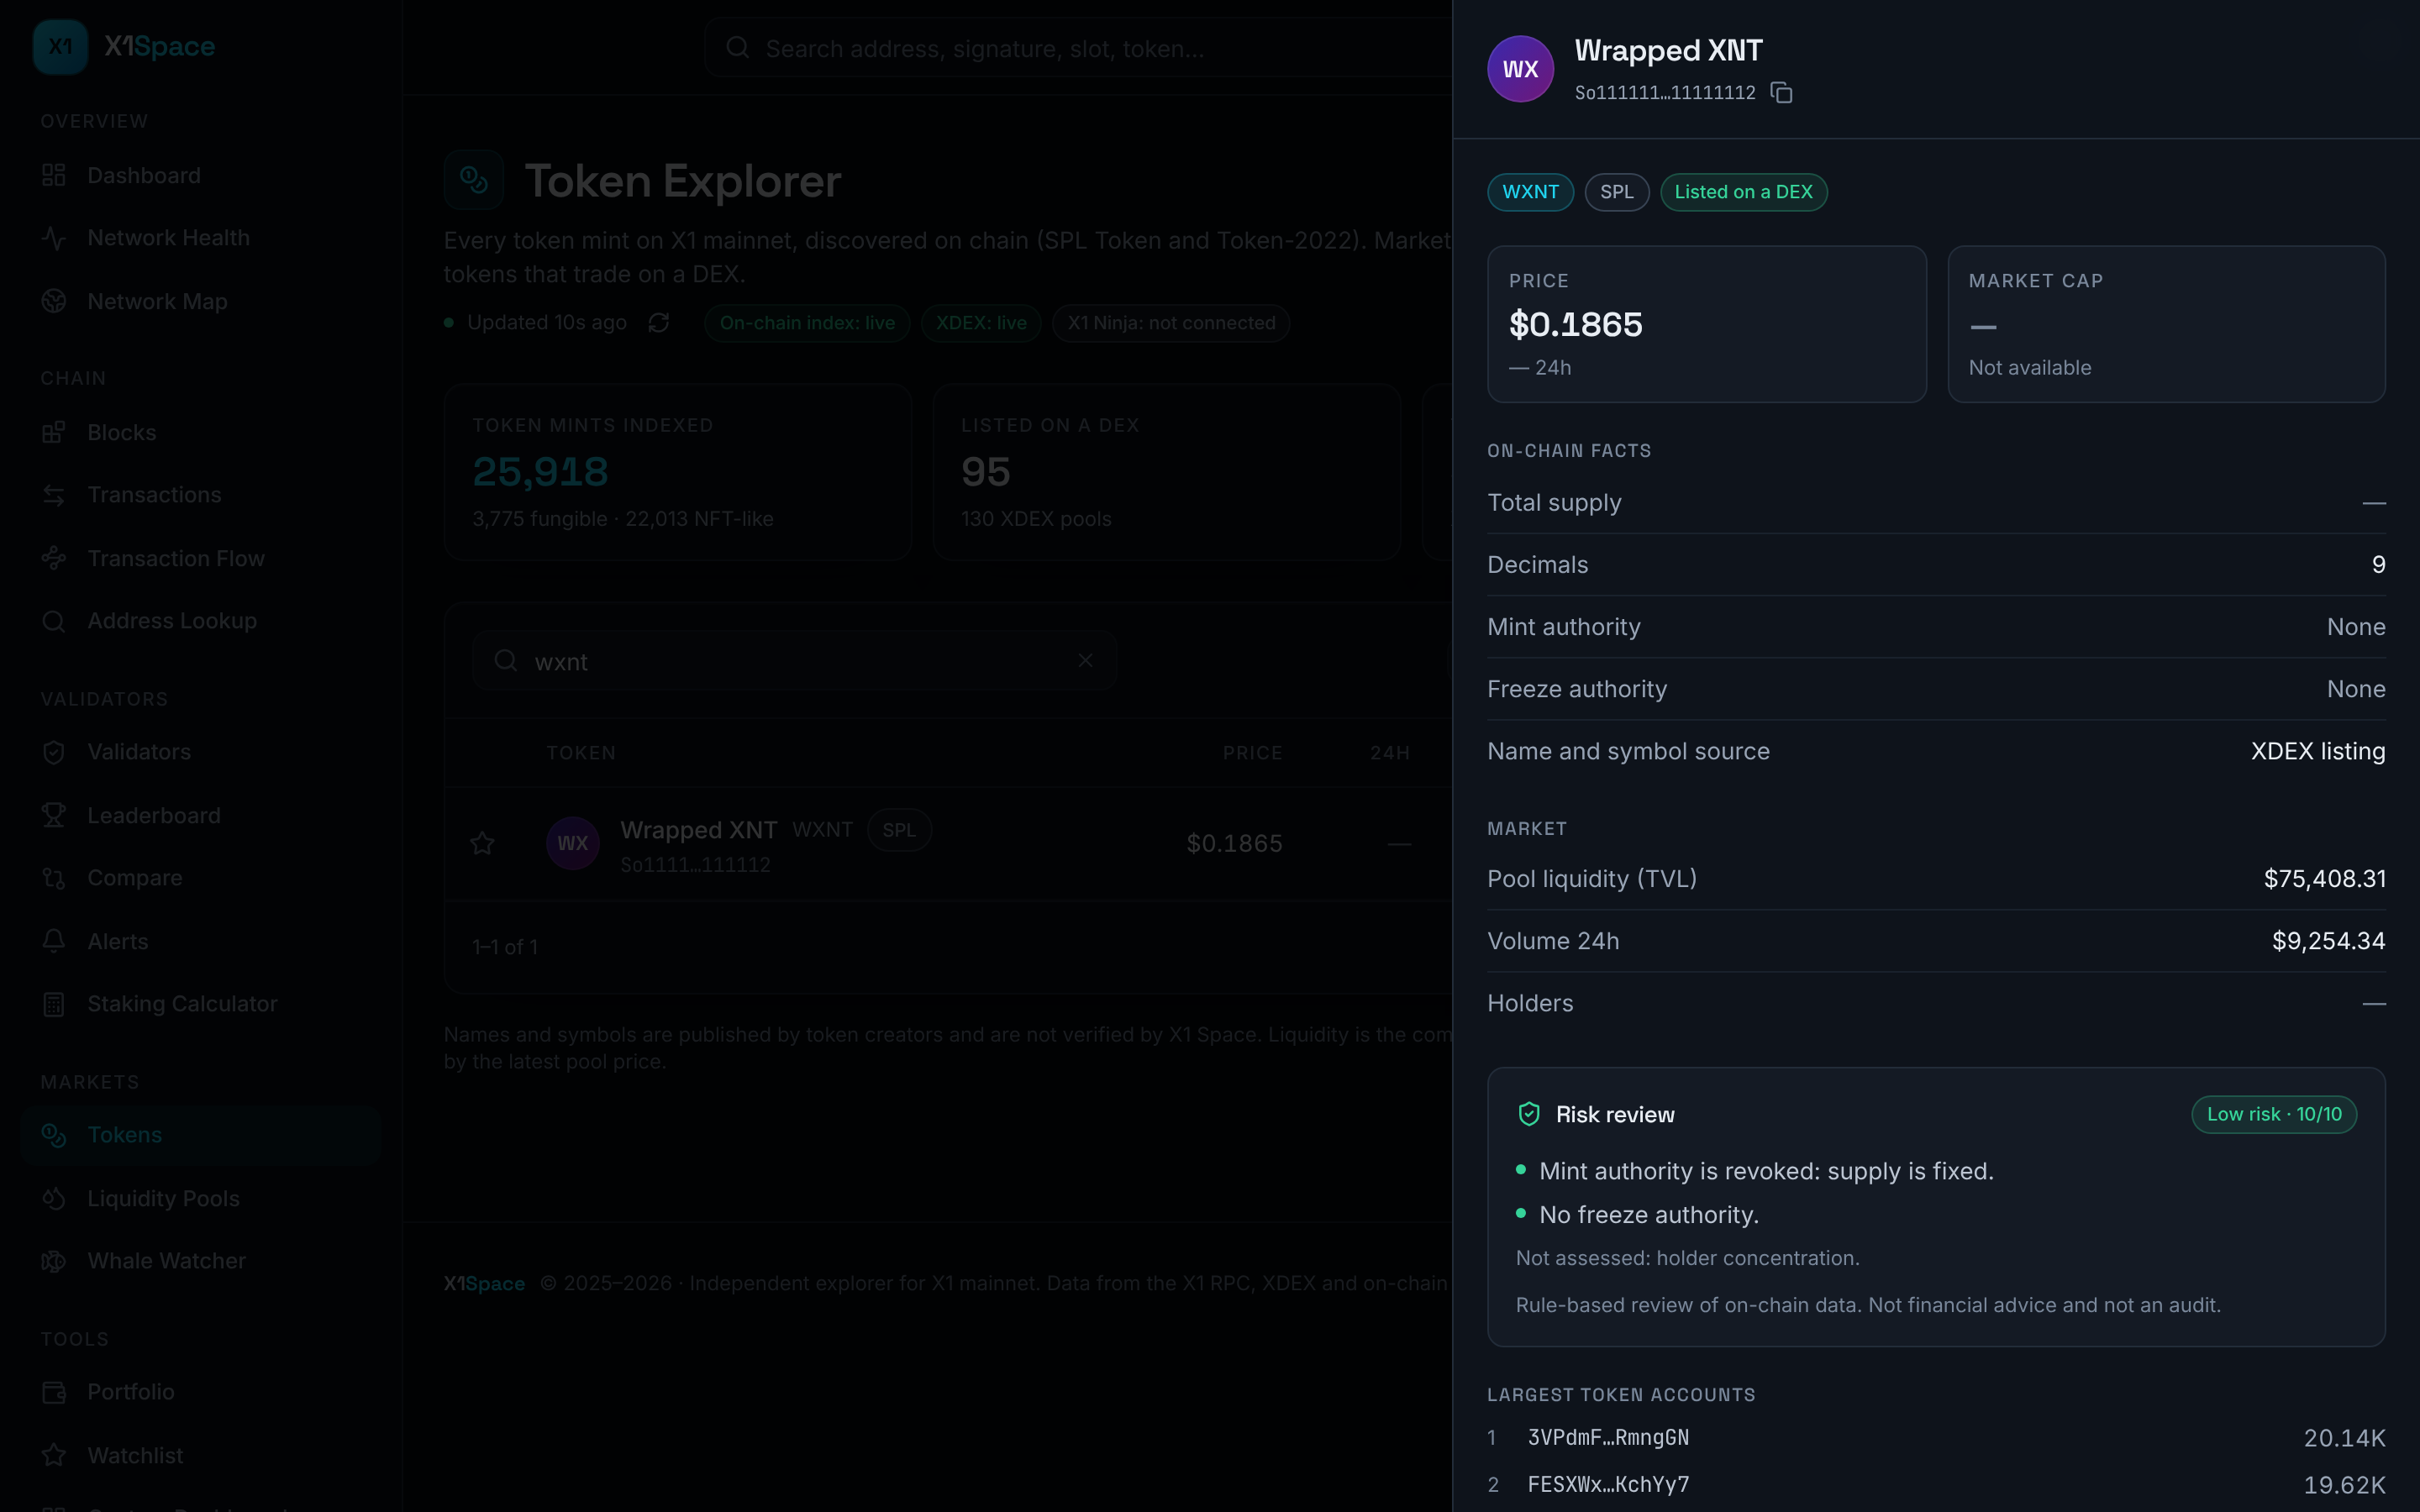 X1 X1Space
OVERVIEW
Dashboard
Network Health
Network Map
CHAIN
Blocks
Transactions
Transaction Flow
Address Lookup
VALIDATORS
Validators
Leaderboard
Compare
Alerts
Staking Calculator
MARKETS
Tokens
Liquidity Pools
Whale Watcher
TOOLS
Portfolio
Watchlist
Search address, signature, slot, token...
Token Explorer
Every token mint on X1 mainnet, discovered on chain (SPL Token and Token-2022). Market
tokens that trade on a DEX.
Updated 10s ago On-chain index: live XDEX: live X1 Ninja: not connected
TOKEN MINTS INDEXED
25,918
3,775 fungible · 22,013 NFT-like
LISTED ON A DEX
95
130 XDEX pools
wxnt
TOKEN PRICE 24H
WX Wrapped XNT WXNT SPL $0.1865 —
So1111…111112
1–1 of 1
Names and symbols are published by token creators and are not verified by X1 Space. Liquidity is the com
by the latest pool price.
X1Space © 2025–2026 · Independent explorer for X1 mainnet. Data from the X1 RPC, XDEX and on-chain
WX Wrapped XNT
So111111…11111112
WXNT SPL Listed on a DEX
PRICE
$0.1865
— 24h
MARKET CAP
—
Not available
ON-CHAIN FACTS
Total supply —
Decimals 9
Mint authority None
Freeze authority None
Name and symbol source XDEX listing
MARKET
Pool liquidity (TVL) $75,408.31
Volume 24h $9,254.34
Holders —
Risk review Low risk · 10/10
Mint authority is revoked: supply is fixed.
No freeze authority.
Not assessed: holder concentration.
Rule-based review of on-chain data. Not financial advice and not an audit.
LARGEST TOKEN ACCOUNTS
1 3VPdmF…RmngGN 20.14K
2 FESXWx…KchYy7 19.62K